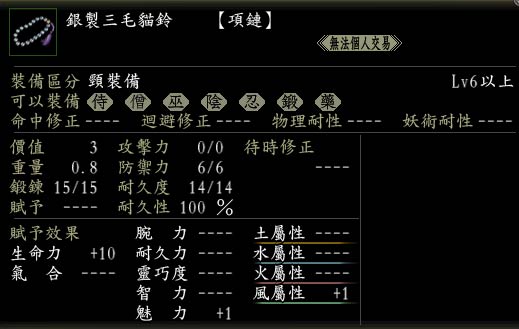 銀製三毛貓鈴 【項鏈】
無法個人交易
裝備區分 頸裝備 Lv6以上
可以裝備 侍 僧 巫 陰 忍 鍛 藥
命中修正 ---- 迴避修正 ---- 物理耐性 ---- 妖術耐性 ----
價值 3 攻擊力 0/0 待時修正
重量 0.8 防禦力 6/6 ----
鍛鍊 15/15 耐久度 14/14
賦予 ---- 耐久性 100 %
賦予效果 腕 力 ---- 土屬性 ----
生命力 +10 耐久力 ---- 水屬性 ----
氣 合 ---- 靈巧度 ---- 火屬性 ----
智 力 ---- 風屬性 +1
魅 力 +1